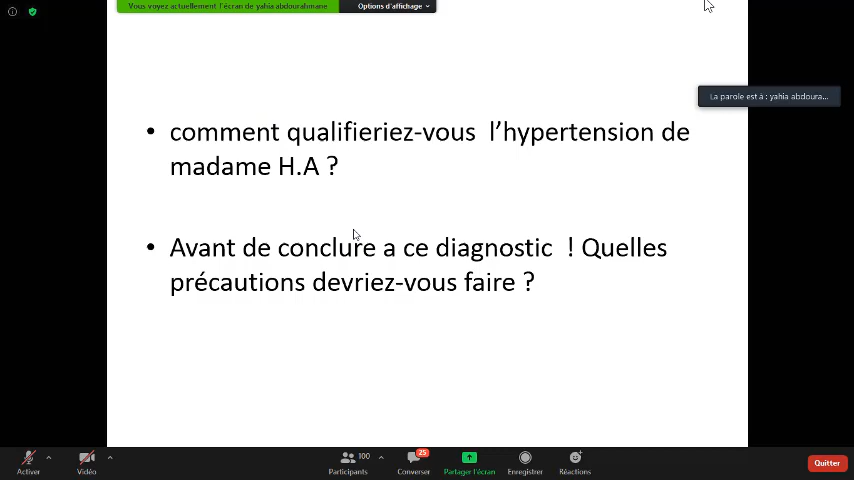 Vous voyez actuellement l'écran de yahia abdourahmane
Options d'affichage
La parole est à : yahia abdoura...
• comment qualifieriez-vous l'hypertension de
madame H.A ?
• Avant de conclure a ce diagnostic ! Quelles
précautions devriez-vous faire ?
Activer
Vidéo
Participants
100
Converser
25
Partager l'écran
Enregistrer
Réactions
Quitter